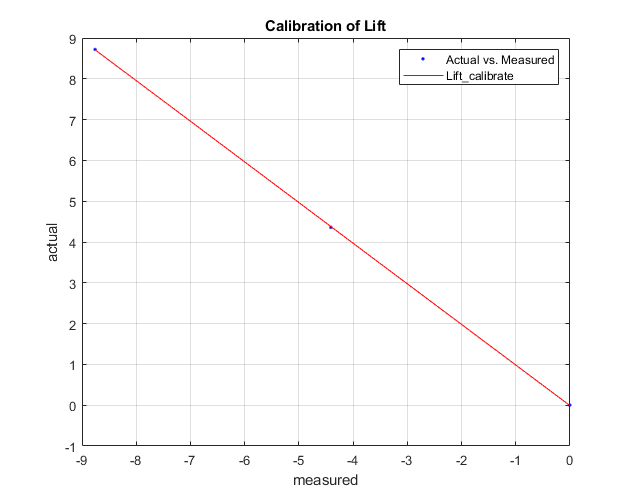 Calibration of Lift
Actual vs. Measured
Lift_calibrate
9
8
7
6
5
4
3
2
1
0
-1
actual
-9 -8 -7 -6 -5 -4 -3 -2 -1 0
measured